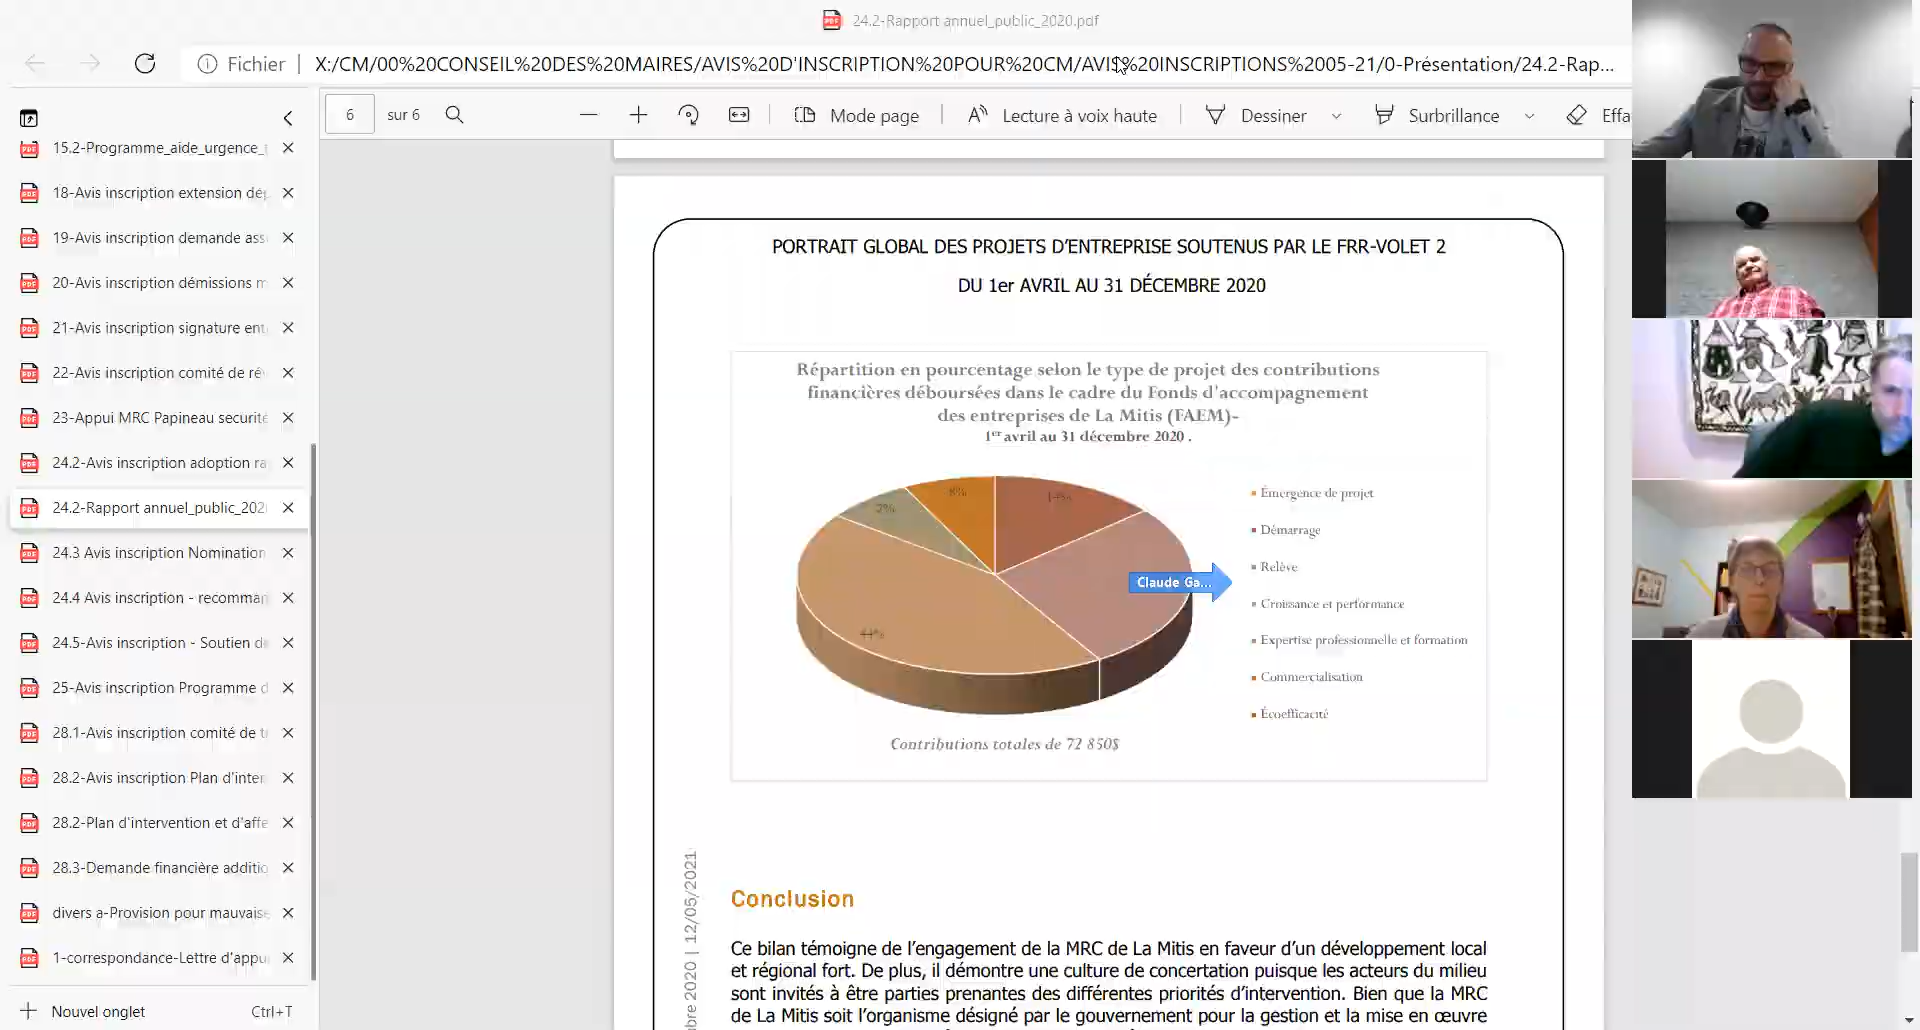 24.2-Rapport annuel_public_2020.pdf
Fichier
X:/CM/00%20CONSEIL%20DES%20MAIRES/AVIS%20D'INSCRIPTION%20POUR%20CM/AVIS%20INSCRIPTIONS%2005-21/0-Présentation/24.2-Rap...
6 sur 6
Mode page
Lecture à voix haute
Dessiner
Surbrillance
Effa
15.2-Programme_aide_urgence_
18-Avis inscription extension dé
19-Avis inscription demande ass
20-Avis inscription démissions m
21-Avis inscription signature ent
22-Avis inscription comité de ré
23-Appui MRC Papineau securité
24.2-Avis inscription adoption ra
24.2-Rapport annuel_public_202
24.3 Avis inscription Nomination
24.4 Avis inscription - recomman
24.5-Avis inscription - Soutien de
25-Avis inscription Programme d
28.1-Avis inscription comité de t
28.2-Avis inscription Plan d'inter
28.2-Plan d'intervention et d'affe
28.3-Demande financière additio
divers a-Provision pour mauvaise
1-correspondance-Lettre d'appu
Nouvel onglet Ctrl+T
PORTRAIT GLOBAL DES PROJETS D'ENTREPRISE SOUTENUS PAR LE FRR-VOLET 2
DU 1er AVRIL AU 31 DÉCEMBRE 2020
Répartition en pourcentage selon le type de projet des contributions
financières déboursées dans le cadre du Fonds d'accompagnement
des entreprises de La Mitis (FAEM)-
1er avril au 31 décembre 2020 .
8%
14%
44%
Claude Ga...
Émergence de projet
Démarrage
Relève
Croissance et performance
Expertise professionnelle et formation
Commercialisation
Écoefficacité
Contributions totales de 72 850$
Conclusion
Ce bilan témoigne de l'engagement de la MRC de La Mitis en faveur d'un développement local
et régional fort. De plus, il démontre une culture de concertation puisque les acteurs du milieu
sont invités à être parties prenantes des différentes priorités d'intervention. Bien que la MRC
de La Mitis soit l'organisme désigné par le gouvernement pour la gestion et la mise en œuvre
bre 2020 | 12/05/2021